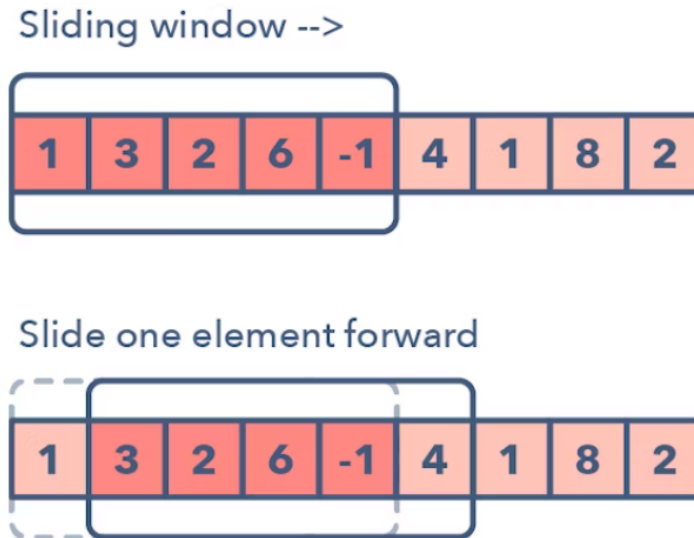 Sliding window -->
1 3 2 6 -1 4 1 8 2
Slide one element forward
1 3 2 6 -1 4 1 8 2